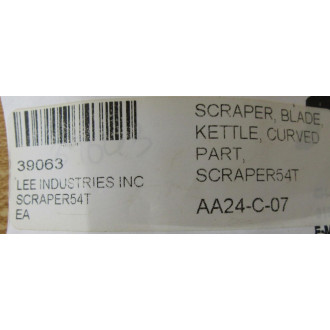 39063
LEE INDUSTRIES INC
SCRAPER54T
EA
SCRAPER, BLADE,
KETTLE, CURVED
PART,
SCRAPER54T
AA24-C-07